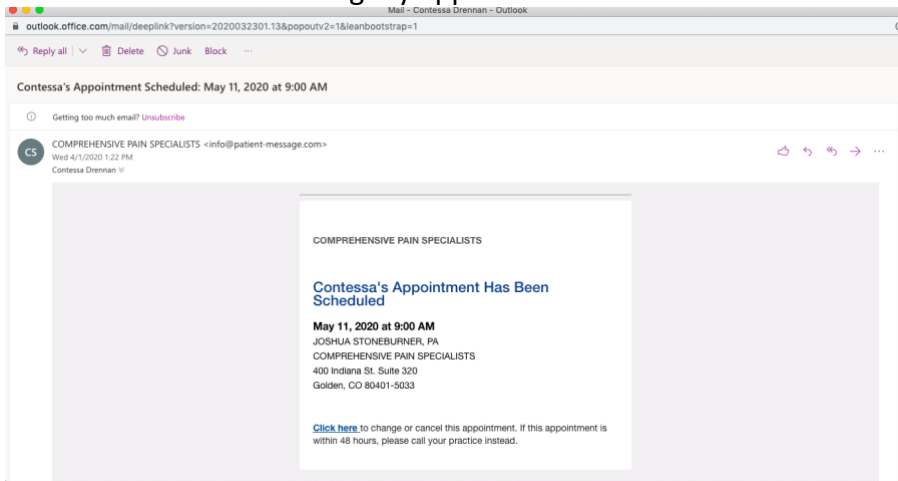 Mail - Contessa Drennan - Outlook
outlook.office.com/mail/deeplink?version=2020032301.13&popoutv2=1&leanbootstrap=1
Reply all Delete Junk Block ...
Contessa's Appointment Scheduled: May 11, 2020 at 9:00 AM
Getting too much email? Unsubscribe
CS
COMPREHENSIVE PAIN SPECIALISTS <info@patient-message.com>
Wed 4/1/2020 1:22 PM
Contessa Drennan
COMPREHENSIVE PAIN SPECIALISTS
Contessa's Appointment Has Been
Scheduled
May 11, 2020 at 9:00 AM
JOSHUA STONEBURNER, PA
COMPREHENSIVE PAIN SPECIALISTS
400 Indiana St. Suite 320
Golden, CO 80401-5033
Click here to change or cancel this appointment. If this appointment is
within 48 hours, please call your practice instead.